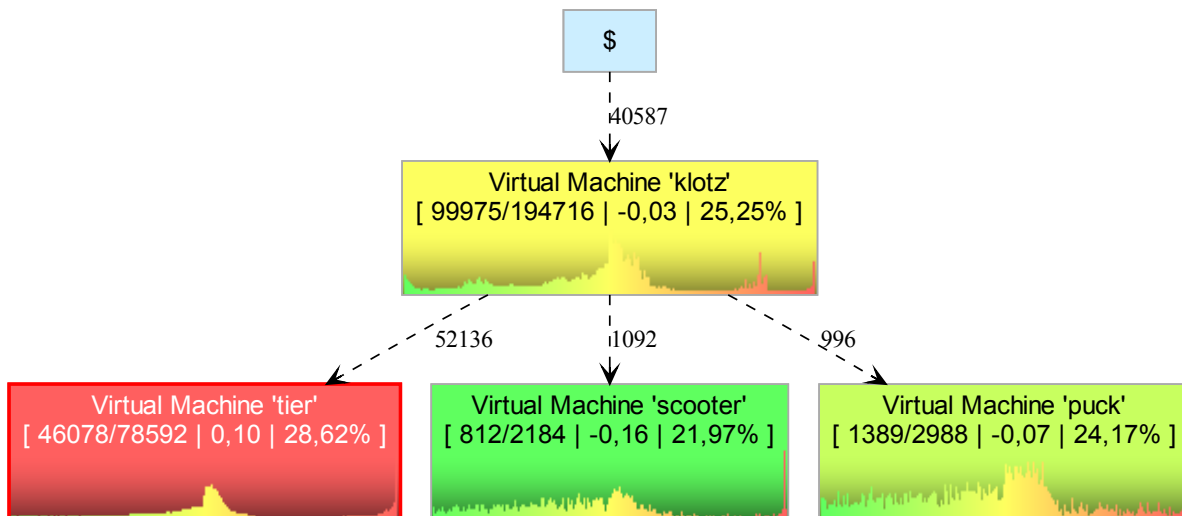 $
40587
Virtual Machine 'klotz'
[ 99975/194716 | -0,03 | 25,25% ]
52136
1092
996
Virtual Machine 'tier'
[ 46078/78592 | 0,10 | 28,62% ]
Virtual Machine 'scooter'
[ 812/2184 | -0,16 | 21,97% ]
Virtual Machine 'puck'
[ 1389/2988 | -0,07 | 24,17% ]